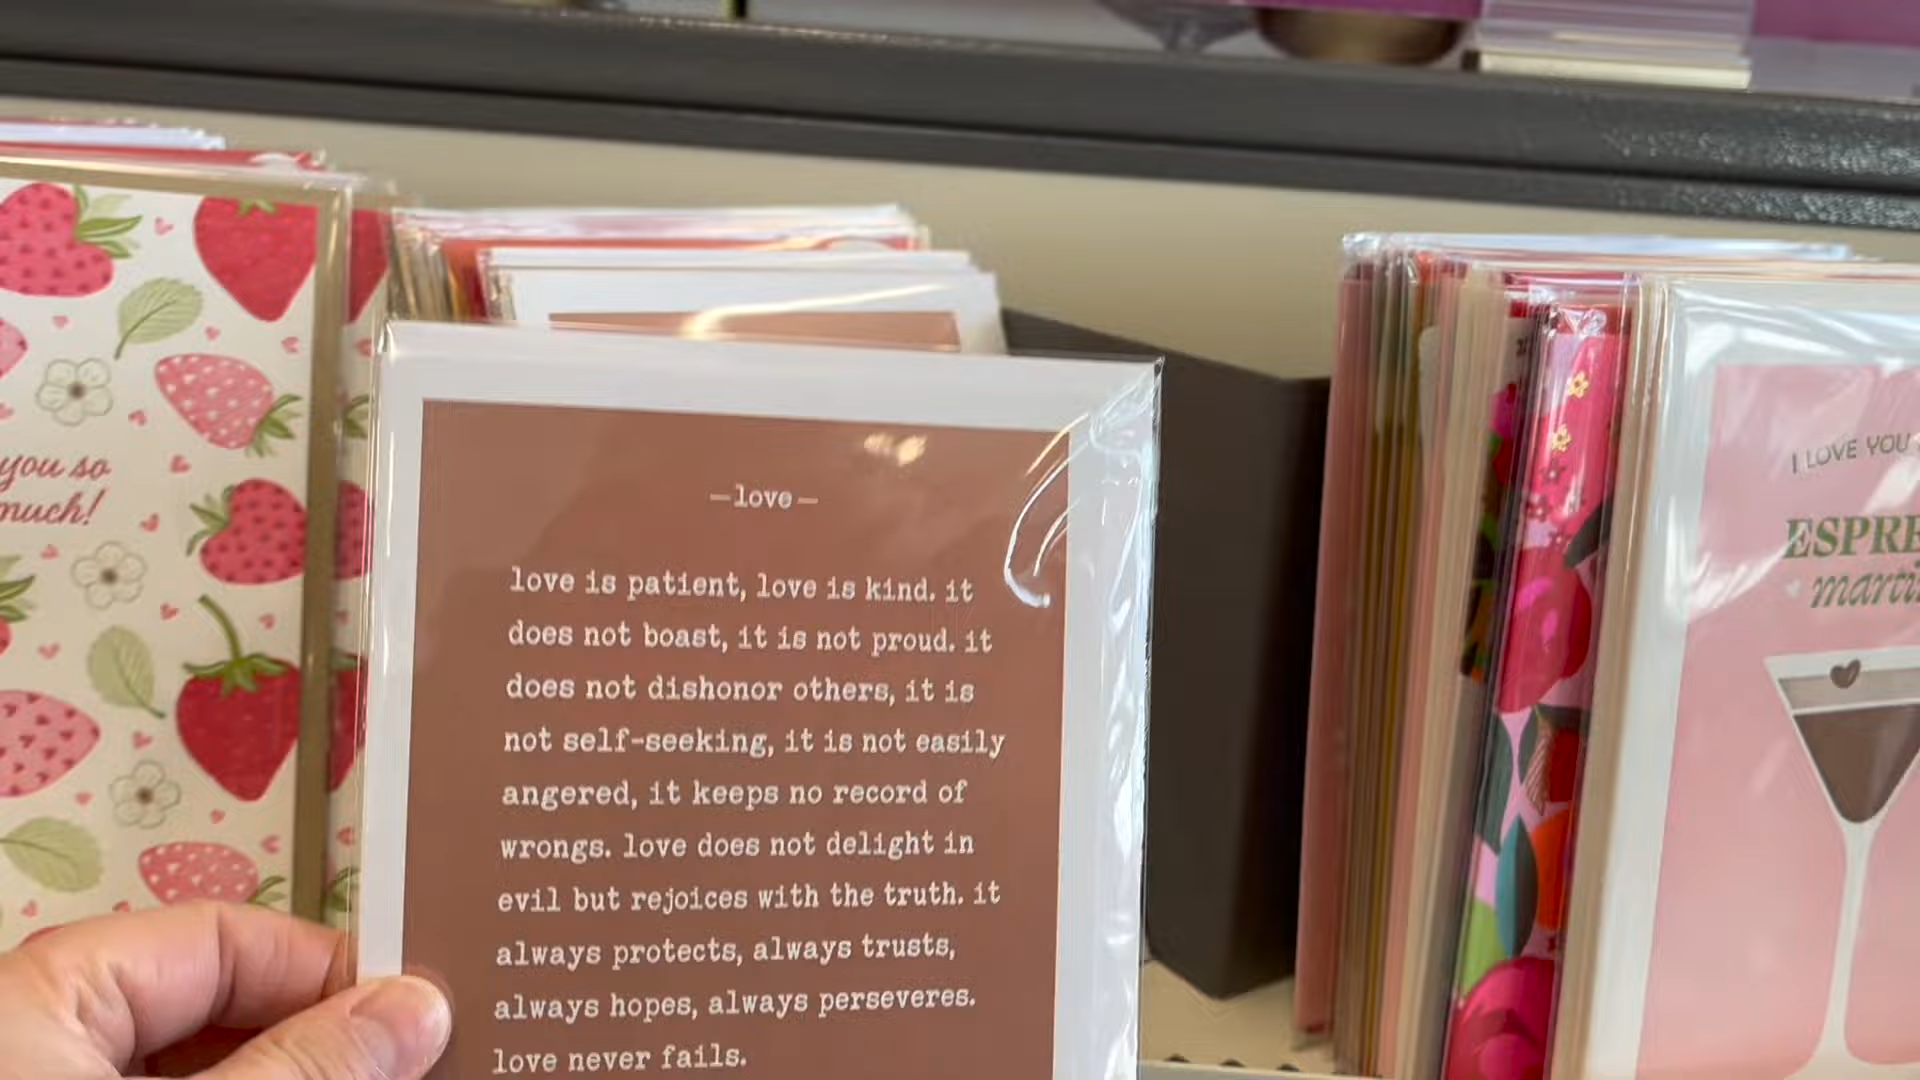 you so
much!
—love—
love is patient, love is kind. it
does not boast, it is not proud. it
does not dishonor others, it is
not self-seeking, it is not easily
angered, it keeps no record of
wrongs. love does not delight in
evil but rejoices with the truth. it
always protects, always trusts,
always hopes, always perseveres.
love never fails.
I LOVE YOU